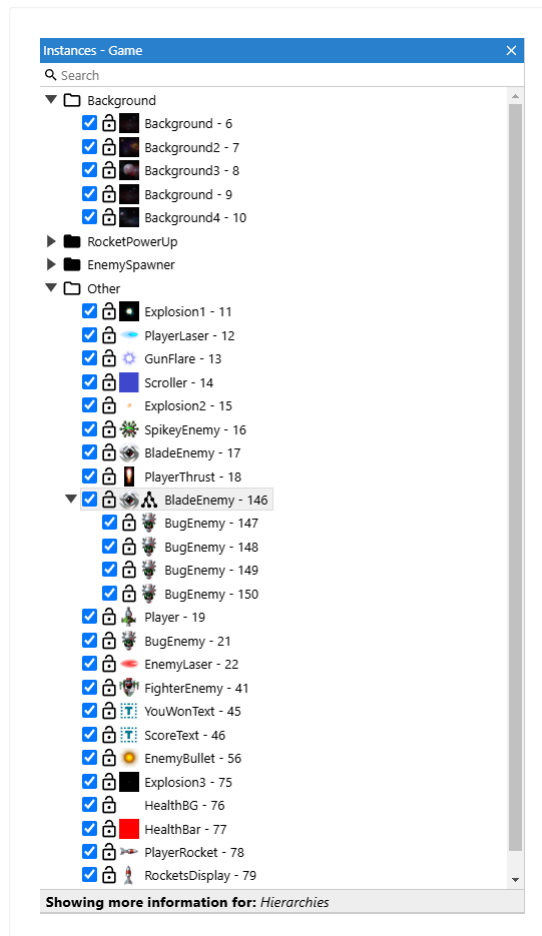 Instances - Game
Search
Background
Background - 6
Background2 - 7
Background3 - 8
Background - 9
Background4 - 10
RocketPowerUp
EnemySpawner
Other
Explosion1 - 11
PlayerLaser - 12
GunFlare - 13
Scroller - 14
Explosion2 - 15
SpikeyEnemy - 16
BladeEnemy - 17
PlayerThrust - 18
BladeEnemy - 146
BugEnemy - 147
BugEnemy - 148
BugEnemy - 149
BugEnemy - 150
Player - 19
BugEnemy - 21
EnemyLaser - 22
FighterEnemy - 41
YouWonText - 45
ScoreText - 46
EnemyBullet - 56
Explosion3 - 75
HealthBG - 76
HealthBar - 77
PlayerRocket - 78
RocketsDisplay - 79
Showing more information for: Hierarchies